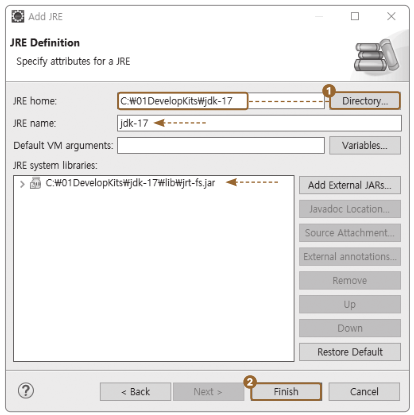 Add JRE
JRE Definition
Specify attributes for a JRE
JRE home:
C:₩01DevelopKits₩jdk-17
1
Directory...
JRE name:
jdk-17
Default VM arguments:
Variables...
JRE system libraries:
C:₩01DevelopKits₩jdk-17₩lib₩jrt-fs.jar
Add External JARs...
Javadoc Location...
Source Attachment...
External annotations...
Remove
Up
Down
Restore Default
?
< Back
Next >
2
Finish
Cancel